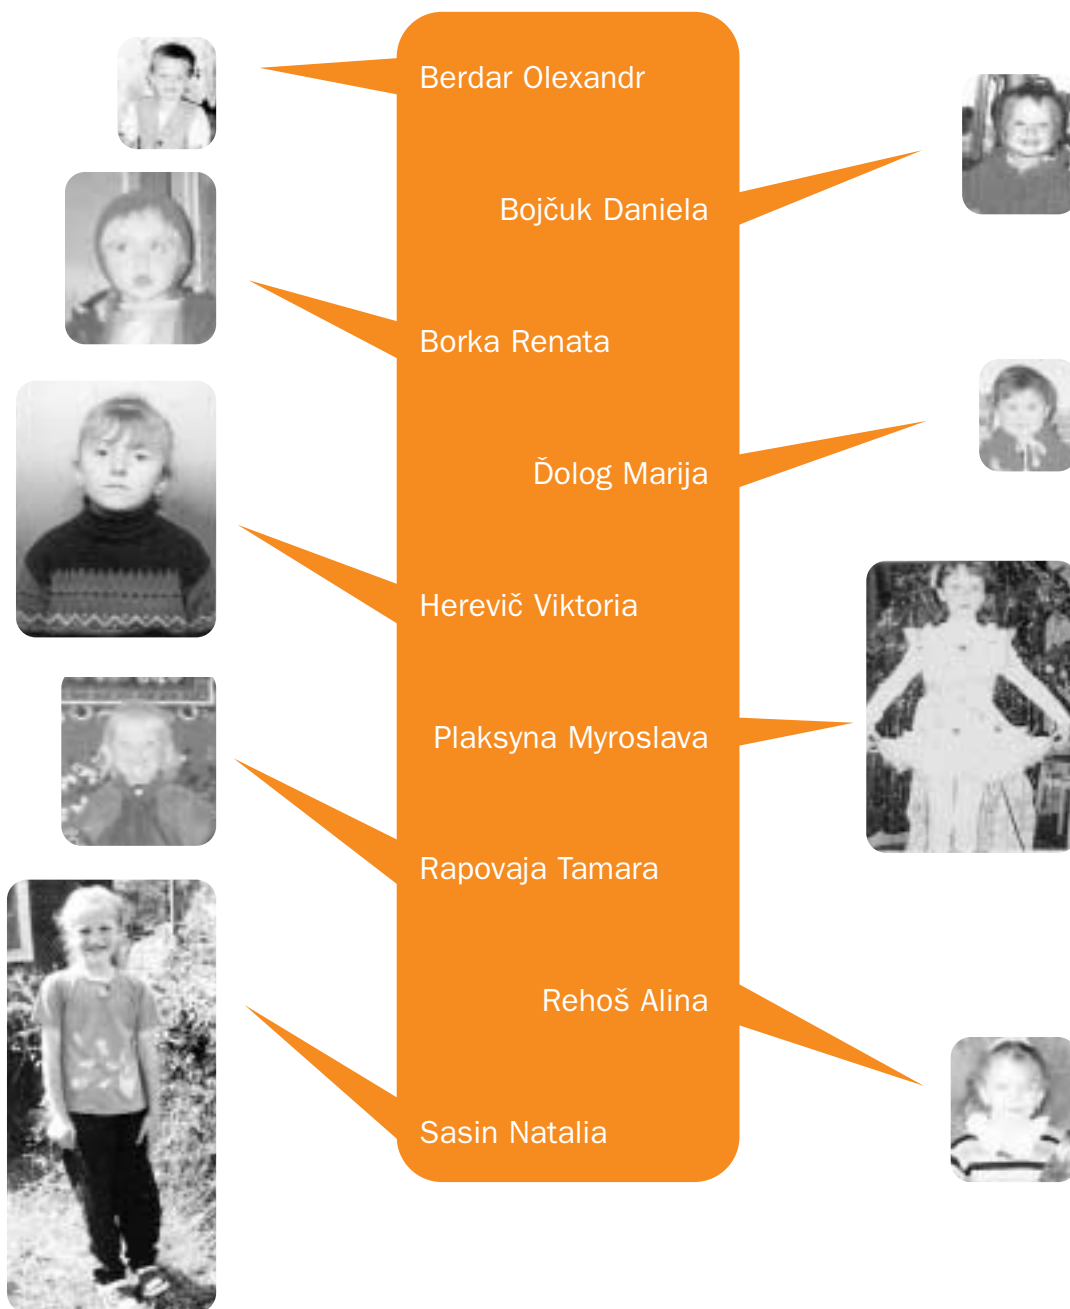 Berdar Olexandr
Bojčuk Daniela
Borka Renata
Ďolog Marija
Herevič Viktoria
Plaksyna Myroslava
Rapovaja Tamara
Rehoš Alina
Sasin Natalia